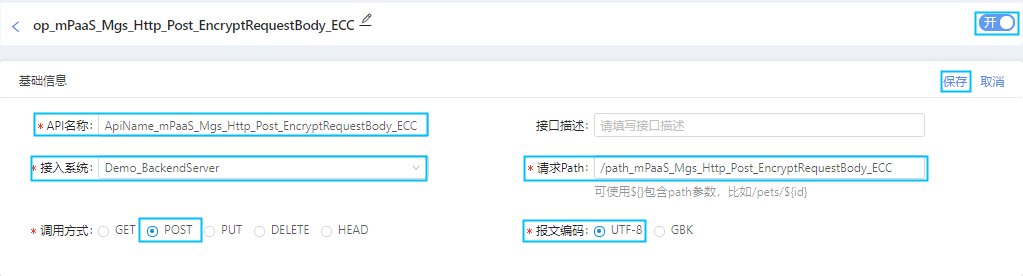 op_mPaaS_Mgs_Http_Post_EncryptRequestBody_ECC
开
基础信息
保存 取消
* API名称: ApiName_mPaaS_Mgs_Http_Post_EncryptRequestBody_ECC
接口描述: 请填写接口描述
* 接入系统: Demo_BackendServer
* 请求Path: /path_mPaaS_Mgs_Http_Post_EncryptRequestBody_ECC
可使用${}包含path参数，比如/pets/${id}
* 调用方式: GET POST PUT DELETE HEAD
* 报文编码: UTF-8 GBK